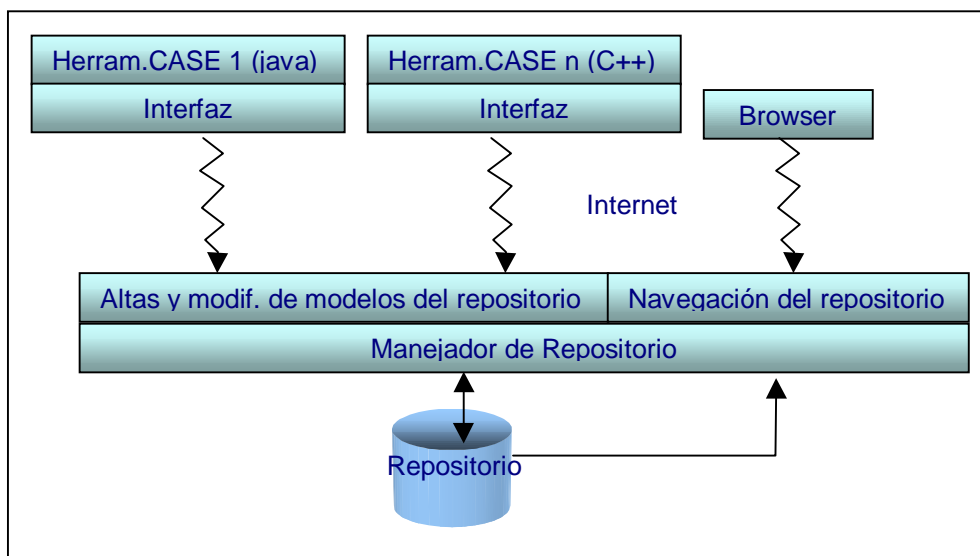 Herram.CASE 1 (java)
Interfaz
Herram.CASE n (C++)
Interfaz
Browser
Internet
Altas y modif. de modelos del repositorio
Navegación del repositorio
Manejador de Repositorio
Repositorio